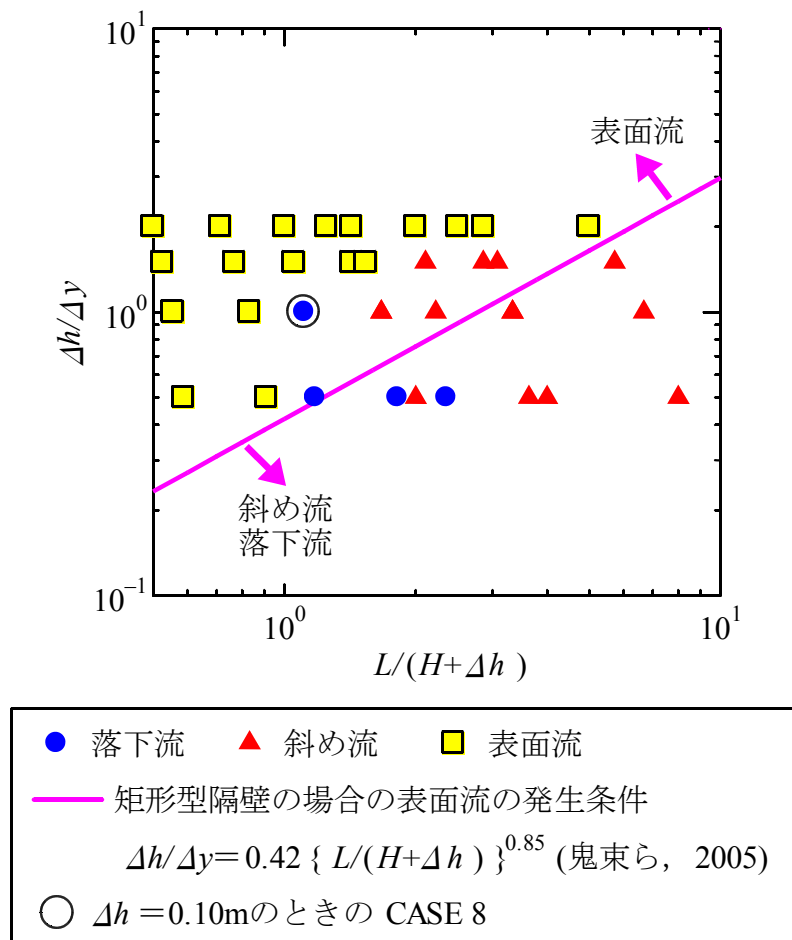 10^1
表面流
Δh/Δy
10^0
斜め流
落下流
10^−1
10^0
10^1
L/(H+Δh )
落下流
斜め流
表面流
矩形型隔壁の場合の表面流の発生条件
Δh/Δy=0.42 { L/(H+Δh ) }^0.85 (鬼束ら, 2005)
Δh =0.10mのときの CASE 8